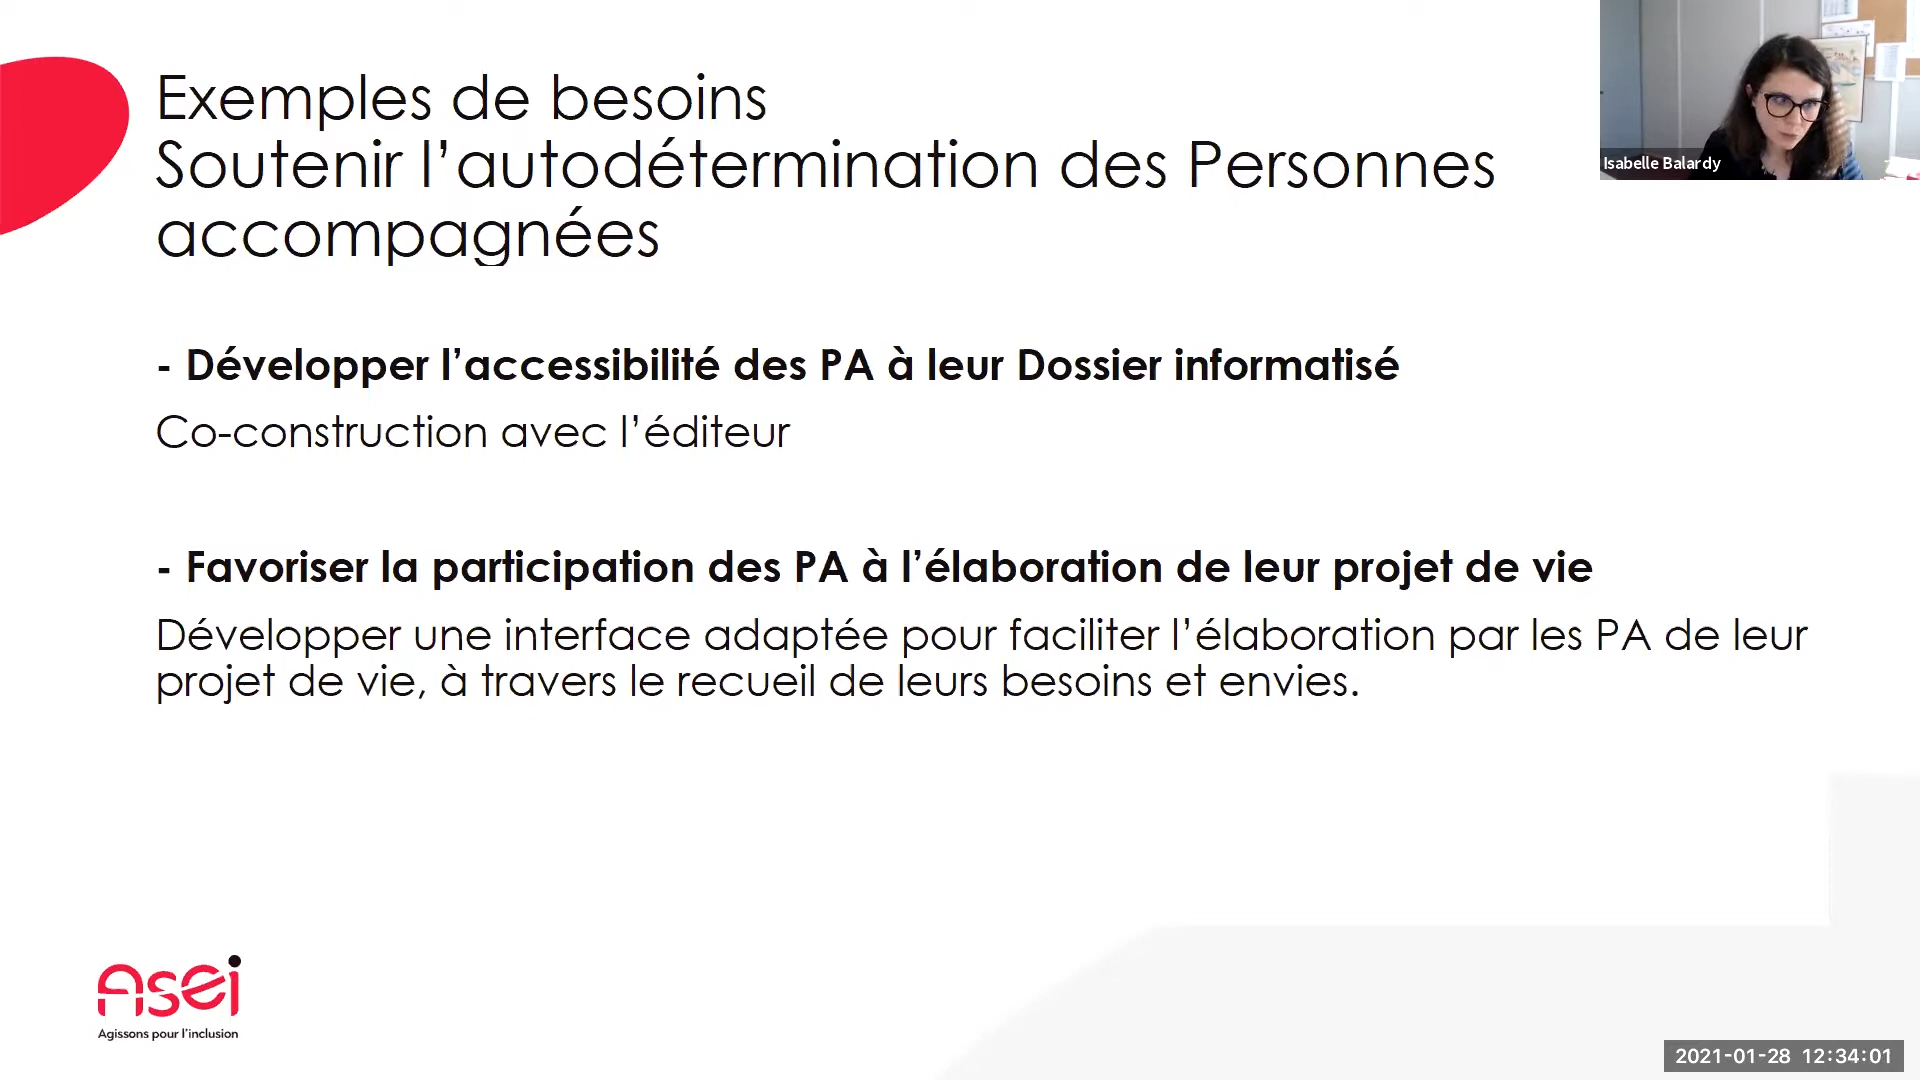 Exemples de besoins
Soutenir l’autodétermination des Personnes
accompagnées
Isabelle Balardy
- Développer l’accessibilité des PA à leur Dossier informatisé
Co-construction avec l’éditeur
- Favoriser la participation des PA à l’élaboration de leur projet de vie
Développer une interface adaptée pour faciliter l’élaboration par les PA de leur
projet de vie, à travers le recueil de leurs besoins et envies.
Asei
Agissons pour l’inclusion
2021-01-28 12:34:01